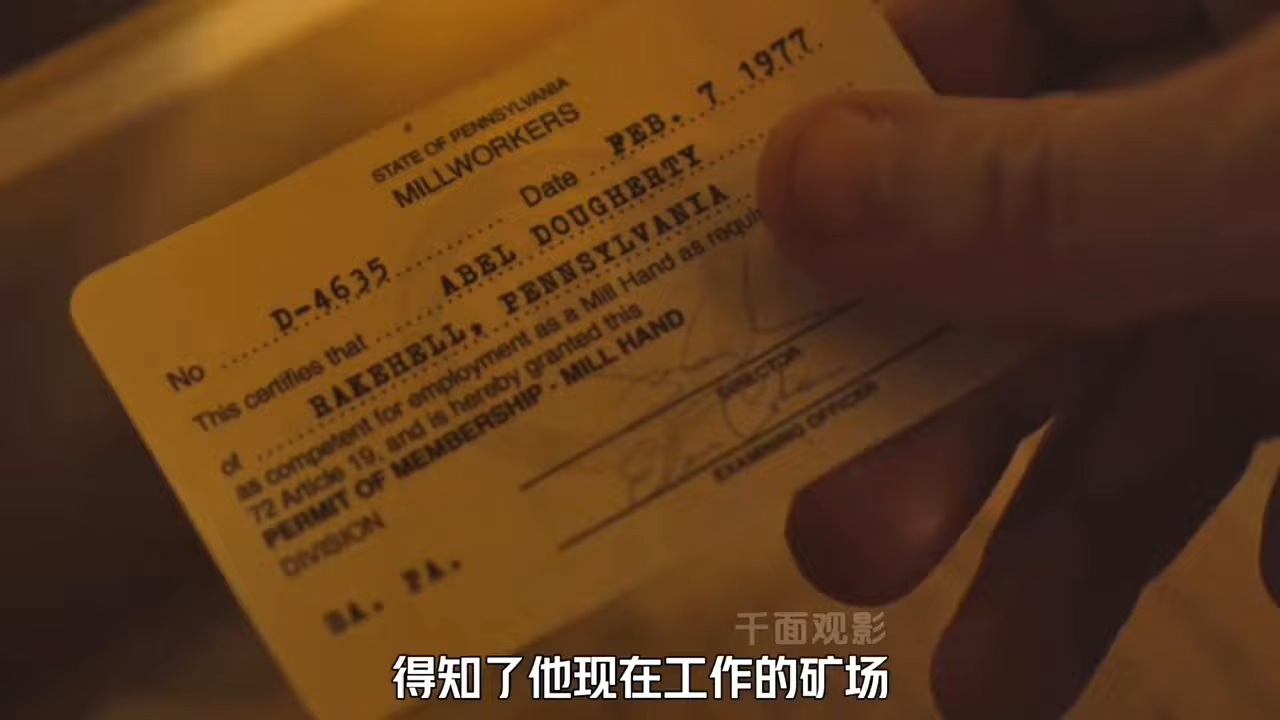 STATE OF PENNSYLVANIA
MILLWORKERS
No D-4635 Date FEB. 7 1977
This certifies that ABEL DOUGHERTY
of RAKEHELL, PENNSYLVANIA
as competent for employment as a Mill Hand as requi
72 Article 19, and is hereby granted this
PERMIT OF MEMBERSHIP - MILL HAND
DIVISION
DIRECTOR
EXAMINING OFFICIAL
千面观影
得知了他现在工作的矿场